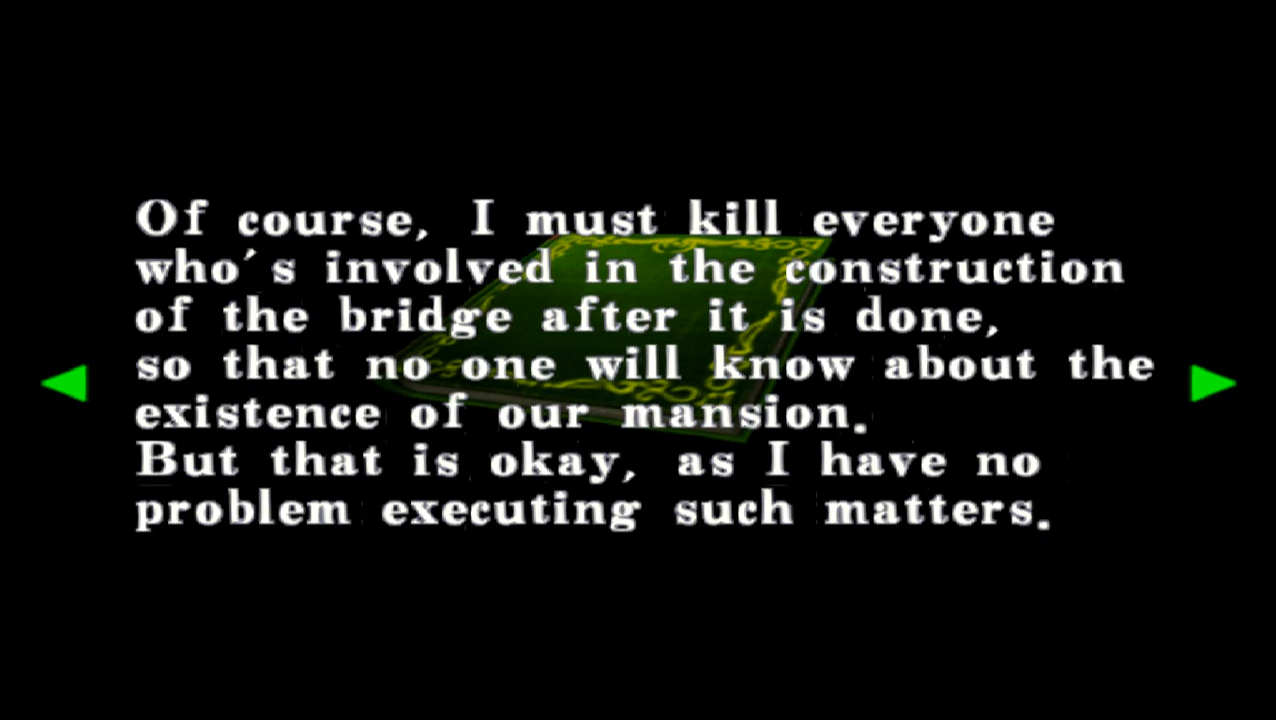 Of course, I must kill everyone
who's involved in the construction
of the bridge after it is done,
so that no one will know about the
existence of our mansion.
But that is okay, as I have no
problem executing such matters.